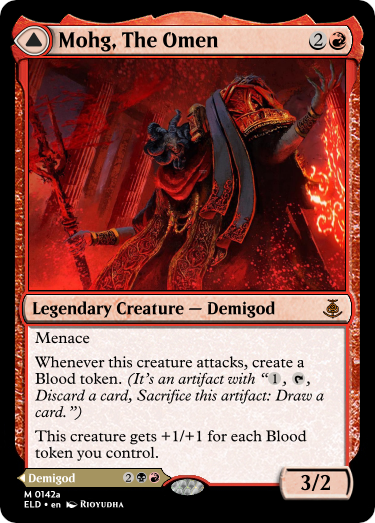 Mohg, The Omen 2
Legendary Creature — Demigod
Menace
Whenever this creature attacks, create a
Blood token. (It's an artifact with “1, ,
Discard a card, Sacrifice this artifact: Draw a
card.”)
This creature gets +1/+1 for each Blood
token you control.
Demigod 2
3/2
M 0142a
ELD • en Rioyudha